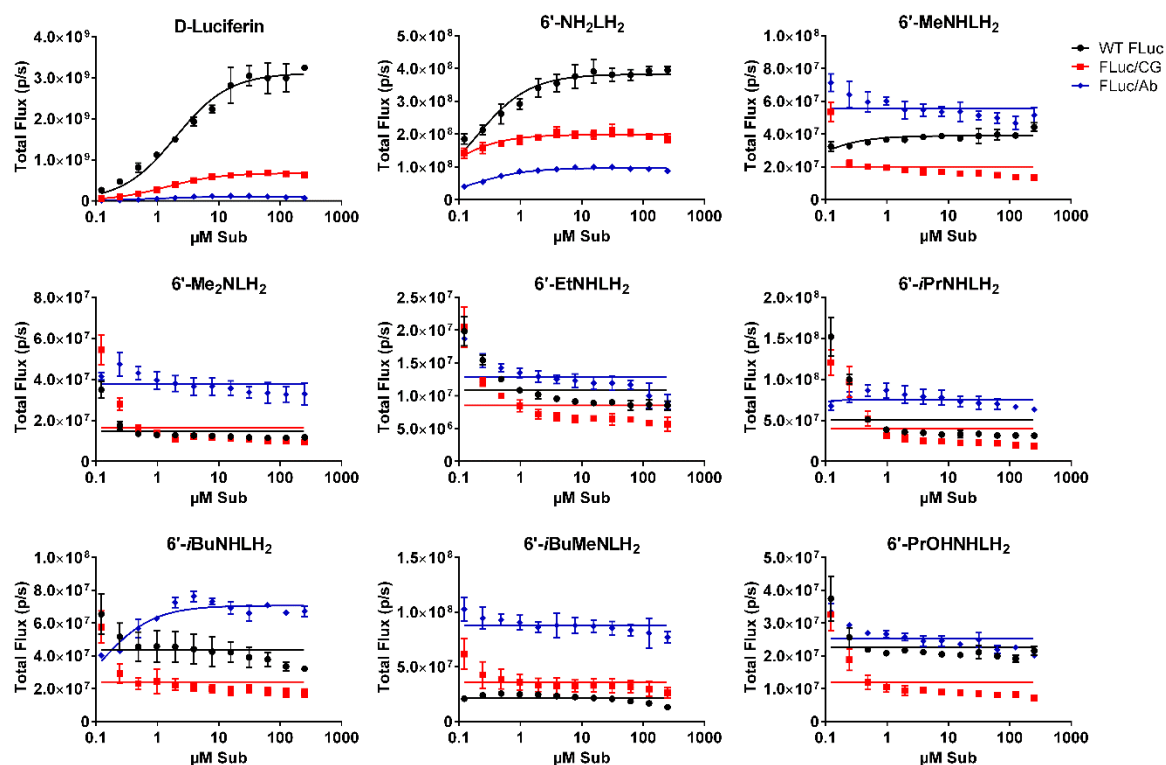 D-Luciferin
Total Flux (p/s)
4.0×10⁹
3.0×10⁹
2.0×10⁹
1.0×10⁹
0
0.1 1 10 100 1000
µM Sub
6'-NH₂LH₂
Total Flux (p/s)
5.0×10⁸
4.0×10⁸
3.0×10⁸
2.0×10⁸
1.0×10⁸
0
0.1 1 10 100 1000
µM Sub
6'-MeNHLH₂
Total Flux (p/s)
1.0×10⁸
8.0×10⁷
6.0×10⁷
4.0×10⁷
2.0×10⁷
0
0.1 1 10 100 1000
µM Sub
WT FLuc
FLuc/CG
FLuc/Ab
6'-Me₂NLH₂
Total Flux (p/s)
8.0×10⁷
6.0×10⁷
4.0×10⁷
2.0×10⁷
0
0.1 1 10 100 1000
µM Sub
6'-EtNHLH₂
Total Flux (p/s)
2.5×10⁷
2.0×10⁷
1.5×10⁷
1.0×10⁷
5.0×10⁶
0
0.1 1 10 100 1000
µM Sub
6'-iPrNHLH₂
Total Flux (p/s)
2.0×10⁸
1.5×10⁸
1.0×10⁸
5.0×10⁷
0
0.1 1 10 100 1000
µM Sub
6'-iBuNHLH₂
Total Flux (p/s)
1.0×10⁸
8.0×10⁷
6.0×10⁷
4.0×10⁷
2.0×10⁷
0
0.1 1 10 100 1000
µM Sub
6'-iBuMeNLH₂
Total Flux (p/s)
1.5×10⁸
1.0×10⁸
5.0×10⁷
0
0.1 1 10 100 1000
µM Sub
6'-PrOHNHLH₂
Total Flux (p/s)
5.0×10⁷
4.0×10⁷
3.0×10⁷
2.0×10⁷
1.0×10⁷
0
0.1 1 10 100 1000
µM Sub